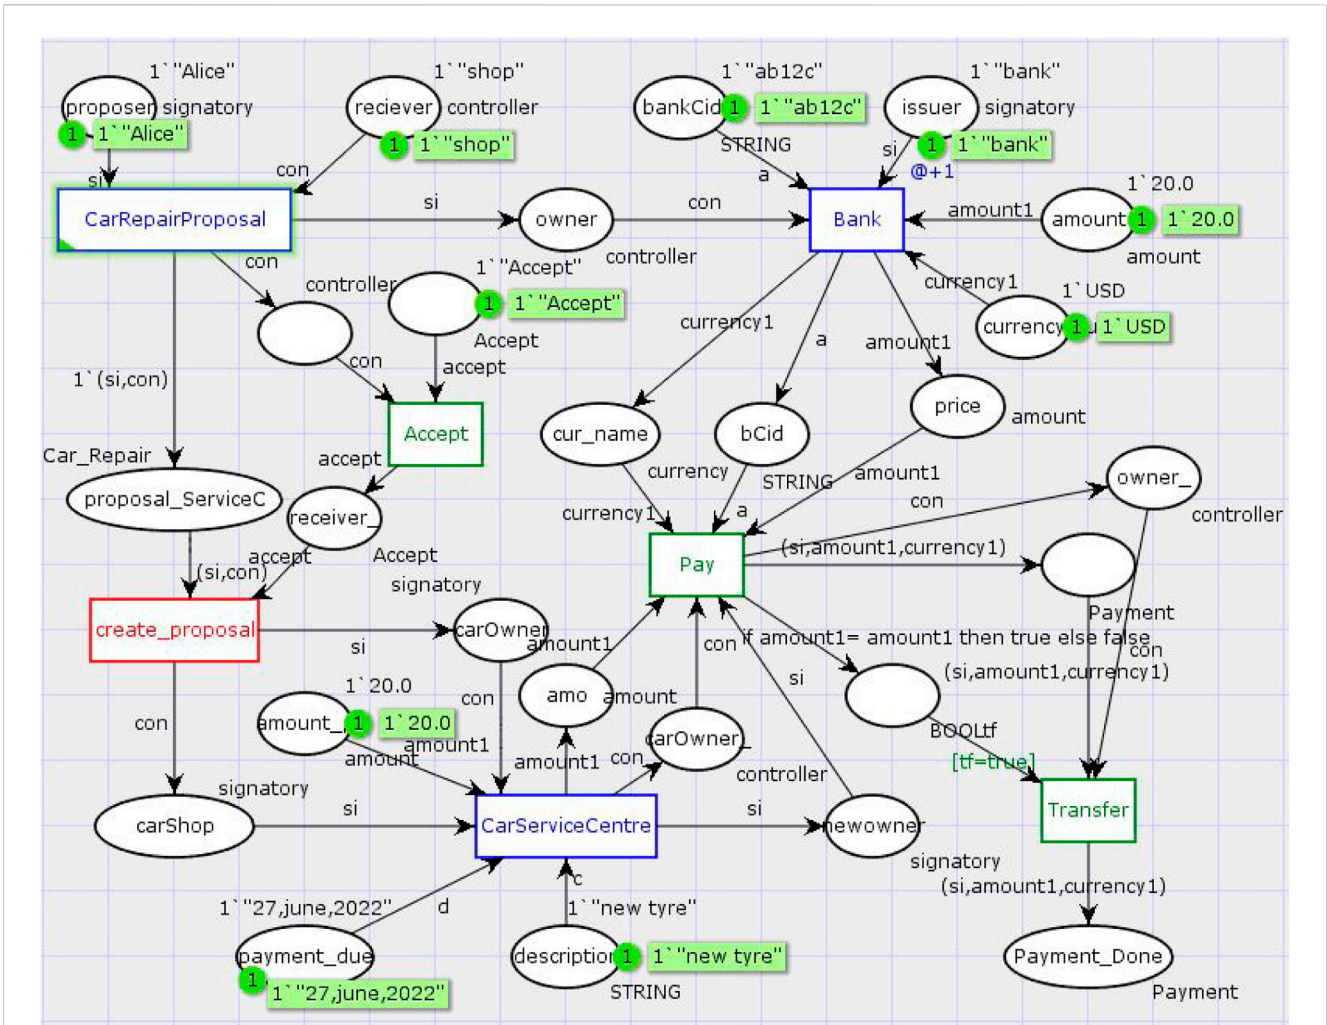 1`"Alice"
proposer
signatory
1
1`"Alice"
si
1`"shop"
reciever
controller
1
1`"shop"
con
1`"ab12c"
bankCid
1
1`"ab12c"
STRING
a
1`"bank"
issuer
signatory
1
1`"bank"
si
@+1
CarRepairProposal
si
owner
con
controller
Bank
amount1
1`20.0
amount
1
1`20.0
amount
con
controller
1`"Accept"
1
1`"Accept"
Accept
accept
con
currency1
1`USD
currency
1
1`USD
currency1
a
amount1
1`(si,con)
Accept
cur_name
bCid
price
amount
Car_Repair
accept
proposal_ServiceC
receiver_
accept
Accept
(si,con)
currency
STRING
amount1
currency1
a
con
owner_
controller
Pay
(si,amount1,currency1)
Payment
signatory
create_proposal
si
carOwner
amount1
con
if amount1= amount1 then true else false
con
(si,amount1,currency1)
con
con
1`20.0
amount_
1
1`20.0
amount
amount1
amo
amount
carOwner_
si
BOOL
tf
[tf=true]
amount1
con
controller
signatory
carShop
si
CarServiceCentre
si
newowner
signatory
Transfer
(si,amount1,currency1)
1`"27,june,2022"
d
c
1`"new tyre"
payment_due
1
1`"27,june,2022"
description
1
1`"new tyre"
STRING
Payment_Done
Payment